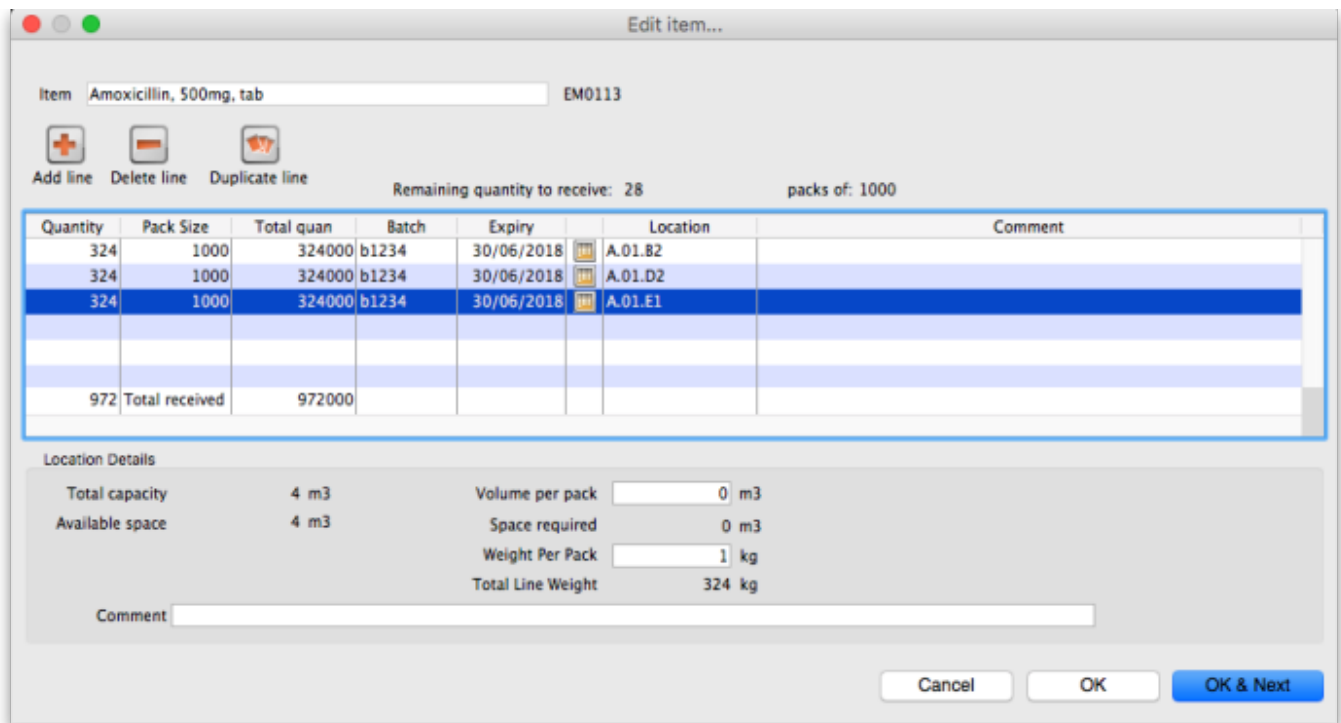 Edit item...
Item Amoxicillin, 500mg, tab EM0113
Add line Delete line Duplicate line
Remaining quantity to receive: 28 packs of: 1000
Quantity Pack Size Total quan Batch Expiry Location Comment
324 1000 324000 b1234 30/06/2018 A.01.B2
324 1000 324000 b1234 30/06/2018 A.01.D2
324 1000 324000 b1234 30/06/2018 A.01.E1
972 Total received 972000
Location Details
Total capacity 4 m3 Volume per pack 0 m3
Available space 4 m3 Space required 0 m3
Weight Per Pack 1 kg
Total Line Weight 324 kg
Comment
Cancel OK OK & Next